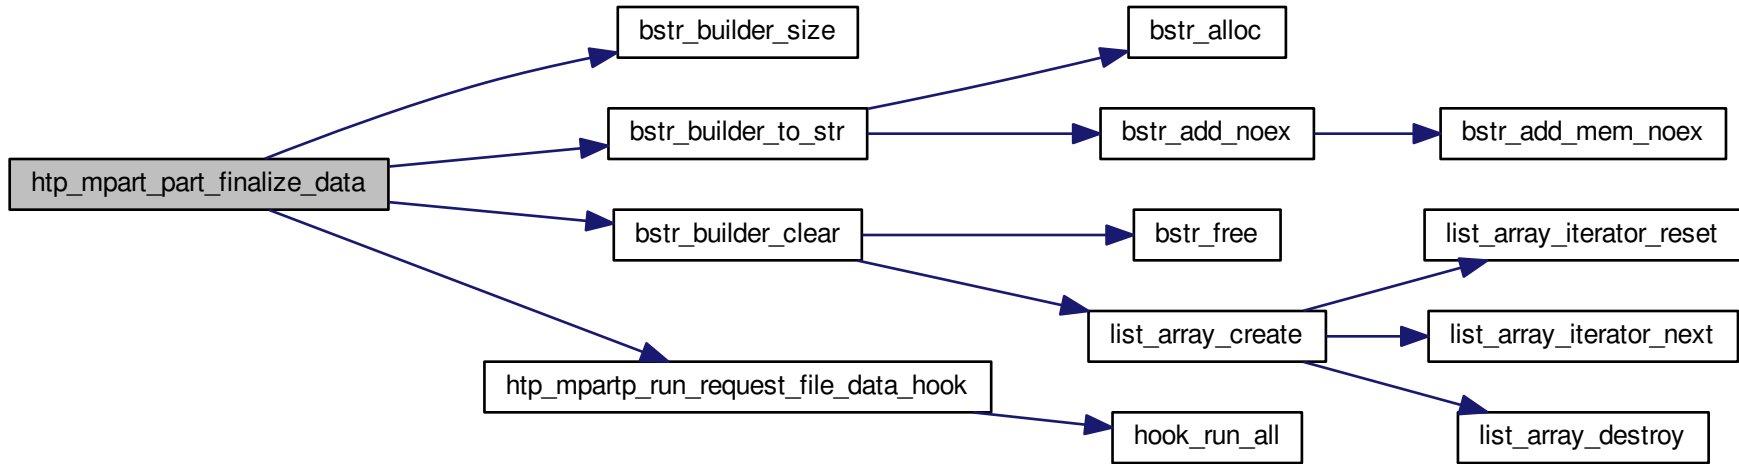 bstr_builder_size
bstr_alloc
bstr_builder_to_str
bstr_add_noex
bstr_add_mem_noex
htp_mpart_part_finalize_data
bstr_builder_clear
bstr_free
list_array_iterator_reset
list_array_create
list_array_iterator_next
htp_mpartp_run_request_file_data_hook
hook_run_all
list_array_destroy